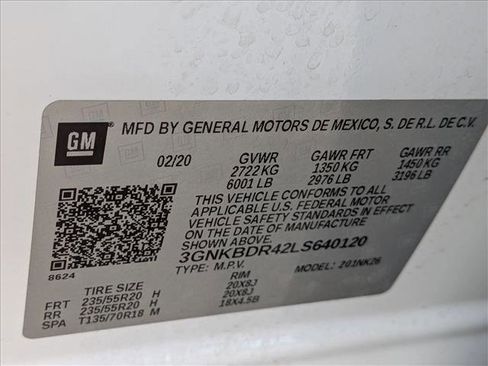 GM
MFD BY GENERAL MOTORS DE MEXICO, S. DE R.L. DE C.V.
02/20 GVWR GAWR FRT GAWR RR
2722 KG 1350 KG 1450 KG
6001 LB 2976 LB 3196 LB
THIS VEHICLE CONFORMS TO ALL
APPLICABLE U.S. FEDERAL MOTOR
VEHICLE SAFETY STANDARDS IN EFFECT
ON THE DATE OF MANUFACTURE
SHOWN ABOVE.
3GNKBDR42LS640120
8624 TYPE: M.P.V. MODEL: 201NK26
TIRE SIZE RIM
FRT 235/55R20 H 20X8J
RR 235/55R20 H 20X8J
SPA T135/70R18 M 18X4.5B